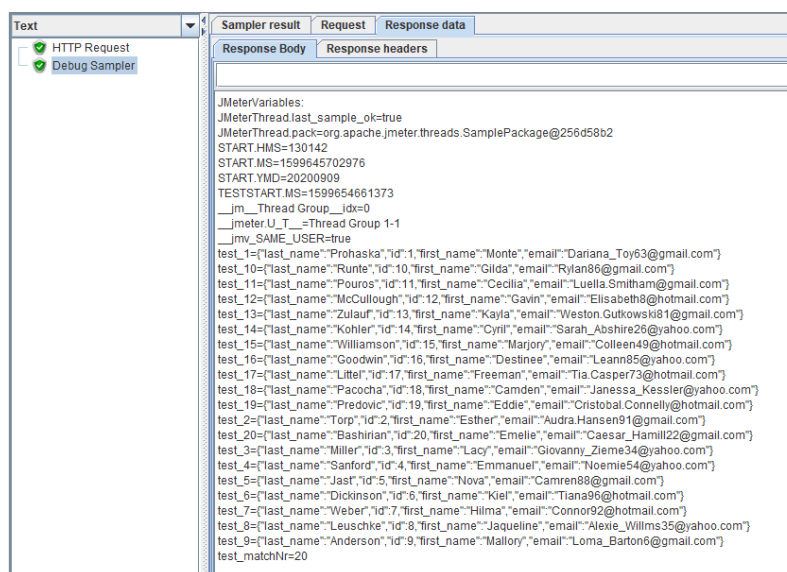 Text
HTTP Request
Debug Sampler
Sampler result Request Response data
Response Body Response headers
JMeterVariables:
JMeterThread.last_sample_ok=true
JMeterThread.pack=org.apache.jmeter.threads.SamplePackage@256d58b2
START.HMS=130142
START.MS=1599645702976
START.YMD=20200909
TESTSTART.MS=1599654661373
__jm__Thread Group__idx=0
__jmeter.U_T__=Thread Group 1-1
__jmv_SAME_USER=true
test_1={"last_name":"Prohaska","id":1,"first_name":"Monte","email":"Dariana_Toy63@gmail.com"}
test_10={"last_name":"Runte","id":10,"first_name":"Gilda","email":"Rylan86@gmail.com"}
test_11={"last_name":"Pouros","id":11,"first_name":"Cecilia","email":"Luella.Smitham@gmail.com"}
test_12={"last_name":"McCullough","id":12,"first_name":"Gavin","email":"Elisabeth8@hotmail.com"}
test_13={"last_name":"Zulauf","id":13,"first_name":"Kayla","email":"Weston.Gutkowski81@gmail.com"}
test_14={"last_name":"Kohler","id":14,"first_name":"Cyril","email":"Sarah_Abshire26@yahoo.com"}
test_15={"last_name":"Williamson","id":15,"first_name":"Marjory","email":"Colleen49@hotmail.com"}
test_16={"last_name":"Goodwin","id":16,"first_name":"Destinee","email":"Leann85@yahoo.com"}
test_17={"last_name":"Littel","id":17,"first_name":"Freeman","email":"Tia.Casper73@hotmail.com"}
test_18={"last_name":"Pacocha","id":18,"first_name":"Camden","email":"Janessa_Kessler@yahoo.com"}
test_19={"last_name":"Predovic","id":19,"first_name":"Eddie","email":"Cristobal.Connelly@hotmail.com"}
test_2={"last_name":"Torp","id":2,"first_name":"Esther","email":"Audra.Hansen91@gmail.com"}
test_20={"last_name":"Bashirian","id":20,"first_name":"Emelie","email":"Caesar_Hamill22@gmail.com"}
test_3={"last_name":"Miller","id":3,"first_name":"Lacy","email":"Giovanny_Zieme34@yahoo.com"}
test_4={"last_name":"Sanford","id":4,"first_name":"Emmanuel","email":"Noemie54@yahoo.com"}
test_5={"last_name":"Jast","id":5,"first_name":"Nova","email":"Camren88@gmail.com"}
test_6={"last_name":"Dickinson","id":6,"first_name":"Kiel","email":"Tiana96@hotmail.com"}
test_7={"last_name":"Weber","id":7,"first_name":"Hilma","email":"Connor92@hotmail.com"}
test_8={"last_name":"Leuschke","id":8,"first_name":"Jaqueline","email":"Alexie_Willms35@yahoo.com"}
test_9={"last_name":"Anderson","id":9,"first_name":"Mallory","email":"Loma_Barton6@gmail.com"}
test_matchNr=20